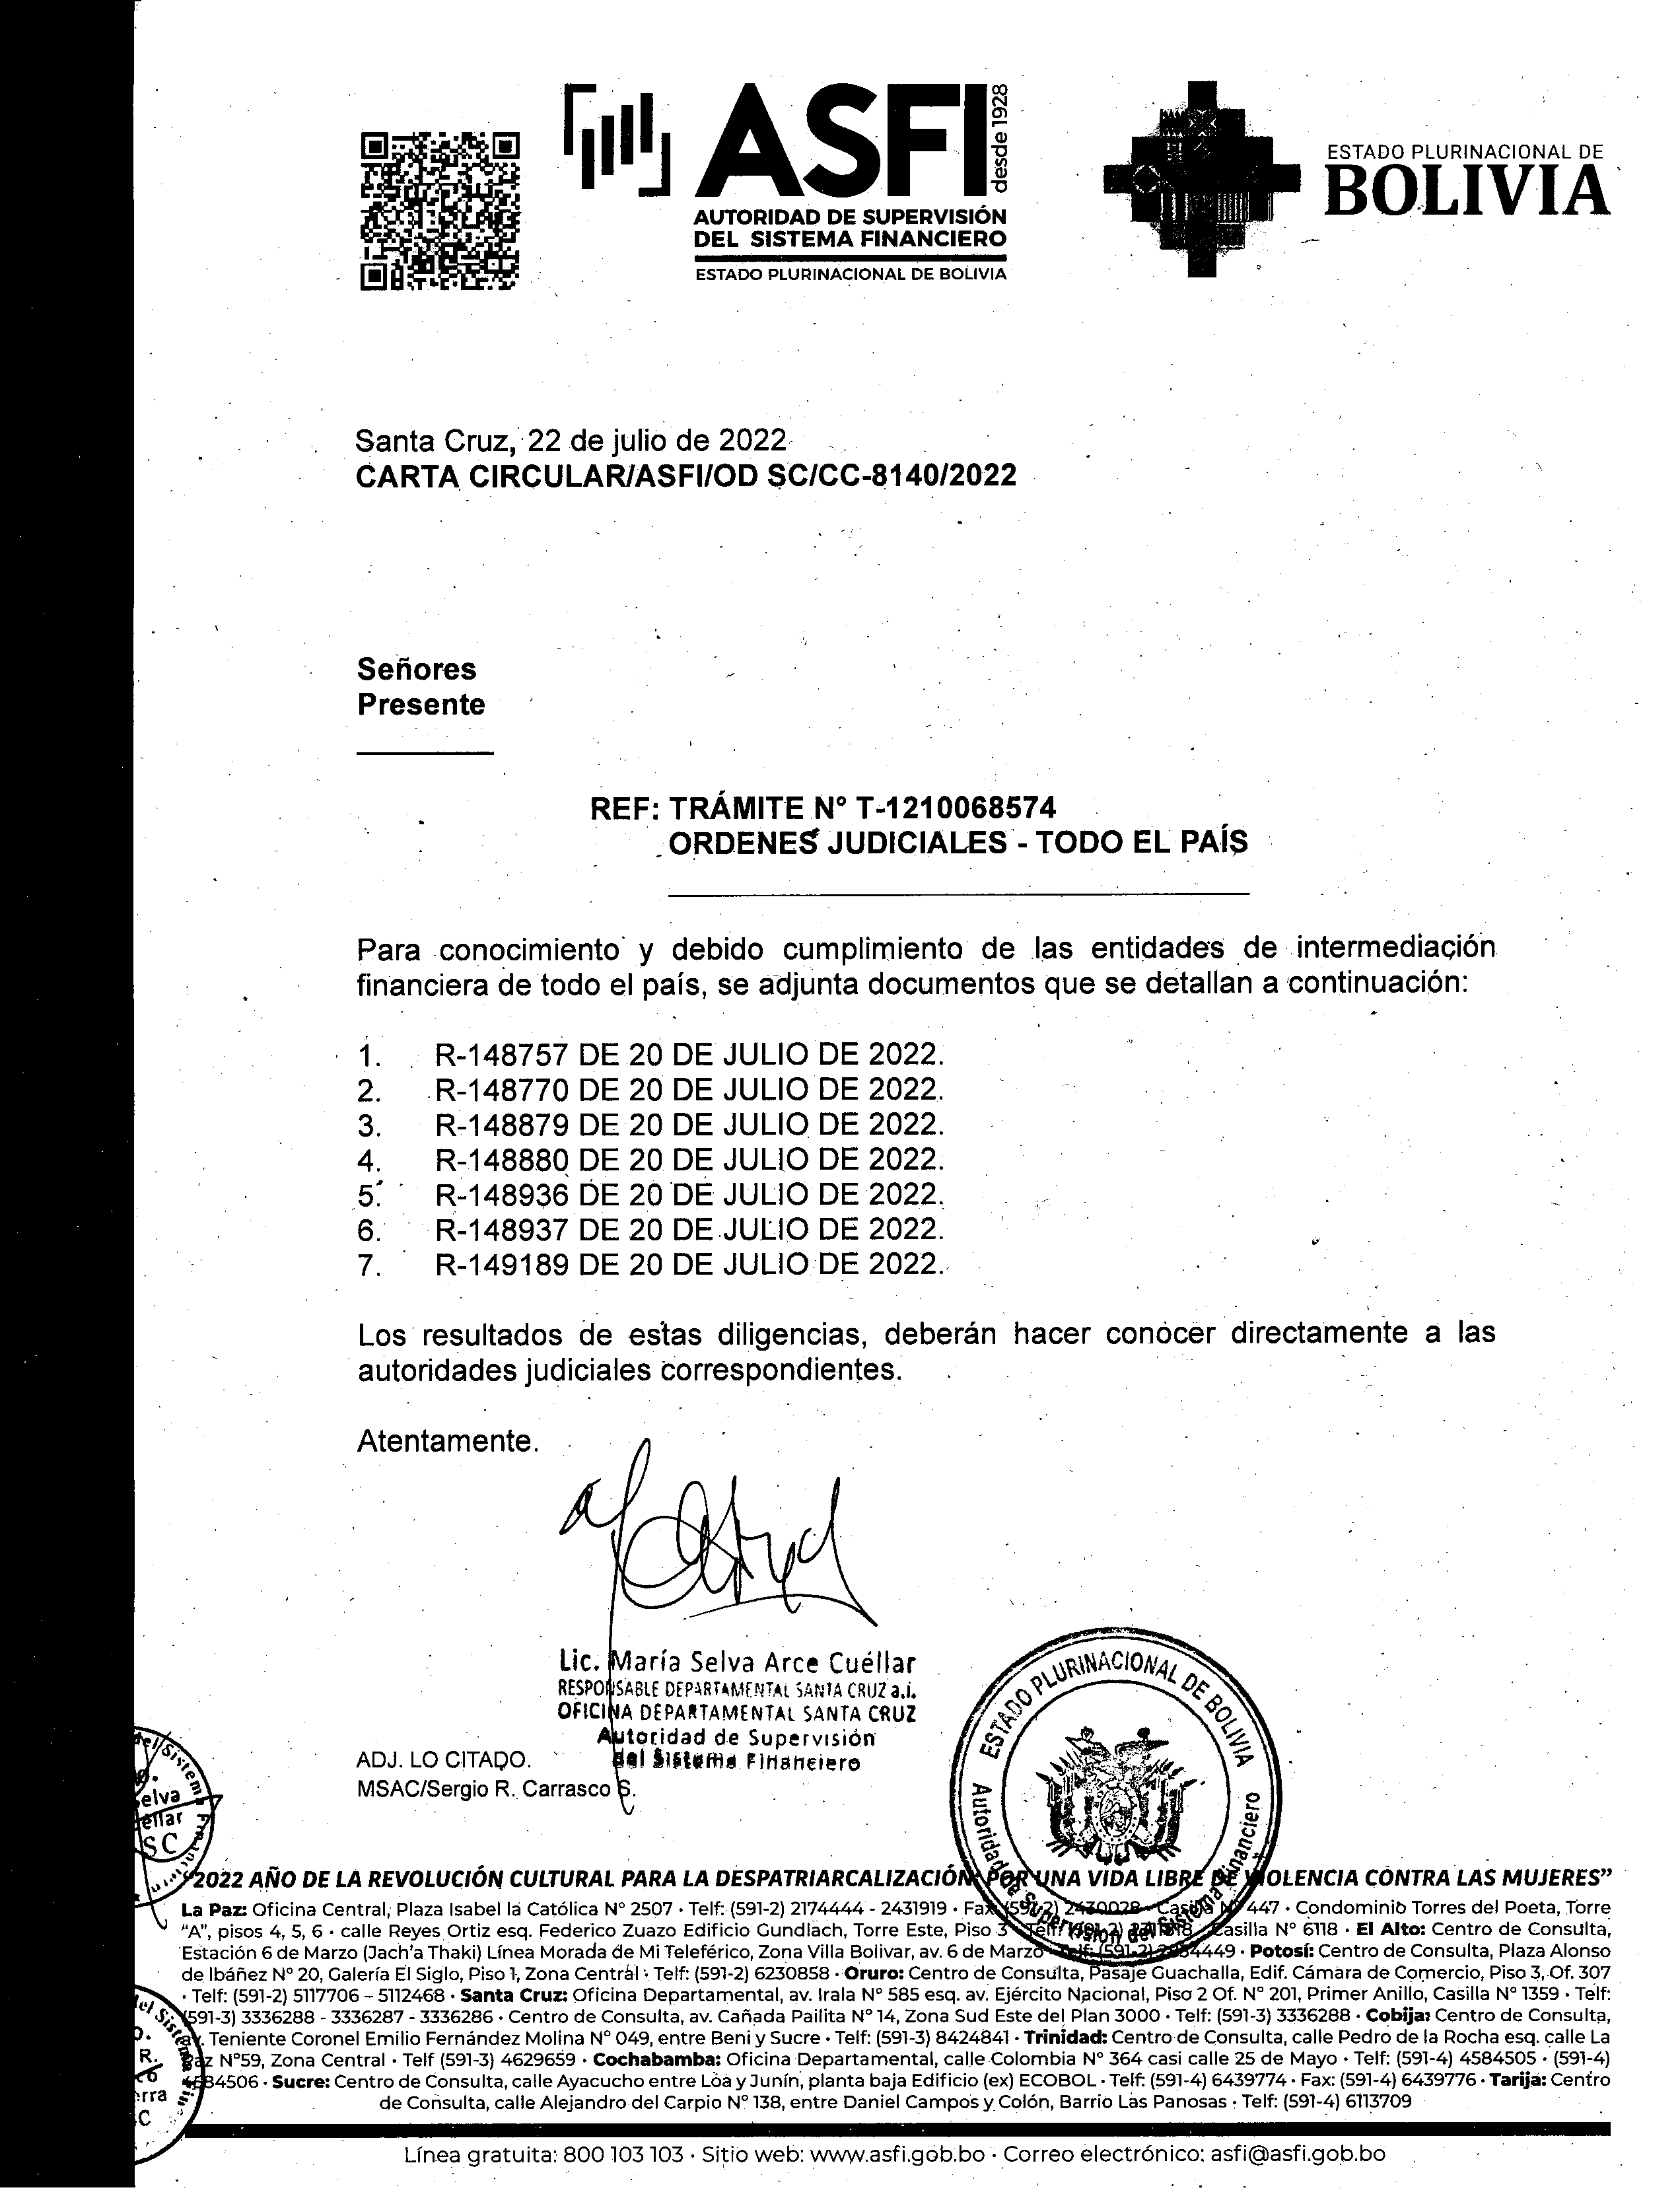 ASFI
desde 1928
AUTORIDAD DE SUPERVISIÓN
DEL SISTEMA FINANCIERO
ESTADO PLURINACIONAL DE BOLIVIA
ESTADO PLURINACIONAL DE
BOLIVIA
Santa Cruz, 22 de julio de 2022
CARTA CIRCULAR/ASFI/OD SC/CC-8140/2022
Señores
Presente
REF: TRÁMITE Nº T-1210068574
ORDENES JUDICIALES - TODO EL PAÍS
Para conocimiento y debido cumplimiento de las entidades de intermediación
financiera de todo el país, se adjunta documentos que se detallan a continuación:
1. R-148757 DE 20 DE JULIO DE 2022.
2. R-148770 DE 20 DE JULIO DE 2022.
3. R-148879 DE 20 DE JULIO DE 2022.
4. R-148880 DE 20 DE JULIO DE 2022.
5. R-148936 DE 20 DE JULIO DE 2022.
6. R-148937 DE 20 DE JULIO DE 2022.
7. R-149189 DE 20 DE JULIO DE 2022.
Los resultados de estas diligencias, deberán hacer conocer directamente a las
autoridades judiciales correspondientes.
Atentamente.
Lic. María Selva Arce Cuéllar
RESPONSABLE DEPARTAMENTAL SANTA CRUZ a.i.
OFICINA DEPARTAMENTAL SANTA CRUZ
Autoridad de Supervisión
del Sistema Financiero
ADJ. LO CITADO.
MSAC/Sergio R. Carrasco S.
ESTADO PLURINACIONAL DE BOLIVIA
Autoridad de Supervisión del Sistema Financiero
"2022 AÑO DE LA REVOLUCIÓN CULTURAL PARA LA DESPATRIARCALIZACIÓN: POR UNA VIDA LIBRE DE VIOLENCIA CONTRA LAS MUJERES"
La Paz: Oficina Central, Plaza Isabel la Católica Nº 2507 · Telf: (591-2) 2174444 - 2431919 · Fax: (591-2) 2430028 · Casilla Nº 447 · Condominio Torres del Poeta, Torre
"A", pisos 4, 5, 6 · calle Reyes Ortiz esq. Federico Zuazo Edificio Gundlach, Torre Este, Piso 3 · Telf: (591-2) · Casilla Nº 6118 · El Alto: Centro de Consulta,
Estación 6 de Marzo (Jach'a Thaki) Línea Morada de Mi Teleférico, Zona Villa Bolivar, av. 6 de Marzo · Telf: (591-2) · Potosí: Centro de Consulta, Plaza Alonso
de Ibáñez Nº 20, Galería El Siglo, Piso 1, Zona Central · Telf: (591-2) 6230858 · Oruro: Centro de Consulta, Pasaje Guachalla, Edif. Cámara de Comercio, Piso 3, Of. 307
· Telf: (591-2) 5117706 – 5112468 · Santa Cruz: Oficina Departamental, av. Irala Nº 585 esq. av. Ejército Nacional, Piso 2 Of. Nº 201, Primer Anillo, Casilla Nº 1359 · Telf:
(591-3) 3336288 - 3336287 - 3336286 · Centro de Consulta, av. Cañada Pailita Nº 14, Zona Sud Este del Plan 3000 · Telf: (591-3) 3336288 · Cobija: Centro de Consulta,
Teniente Coronel Emilio Fernández Molina Nº 049, entre Beni y Sucre · Telf: (591-3) 8424841 · Trinidad: Centro de Consulta, calle Pedro de la Rocha esq. calle La
Paz Nº59, Zona Central · Telf (591-3) 4629659 · Cochabamba: Oficina Departamental, calle Colombia Nº 364 casi calle 25 de Mayo · Telf: (591-4) 4584505 · (591-4)
4584506 · Sucre: Centro de Consulta, calle Ayacucho entre Loa y Junín, planta baja Edificio (ex) ECOBOL · Telf: (591-4) 6439774 · Fax: (591-4) 6439776 · Tarija: Centro
de Consulta, calle Alejandro del Carpio Nº 138, entre Daniel Campos y Colón, Barrio Las Panosas · Telf: (591-4) 6113709
Línea gratuita: 800 103 103 · Sitio web: www.asfi.gob.bo · Correo electrónico: asfi@asfi.gob.bo